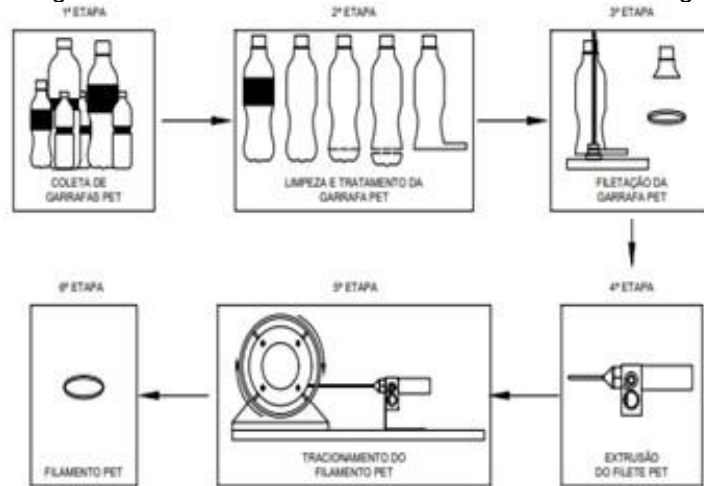 1ª ETAPA
2ª ETAPA
3ª ETAPA
COLETA DE
GARRAFAS PET
LIMPEZA E TRATAMENTO DA
GARRAFA PET
FILETAÇÃO DA
GARRAFA PET
6ª ETAPA
5ª ETAPA
4ª ETAPA
FILAMENTO PET
TRACIONAMENTO DO
FILAMENTO PET
EXTRUSÃO
DO FILETE PET